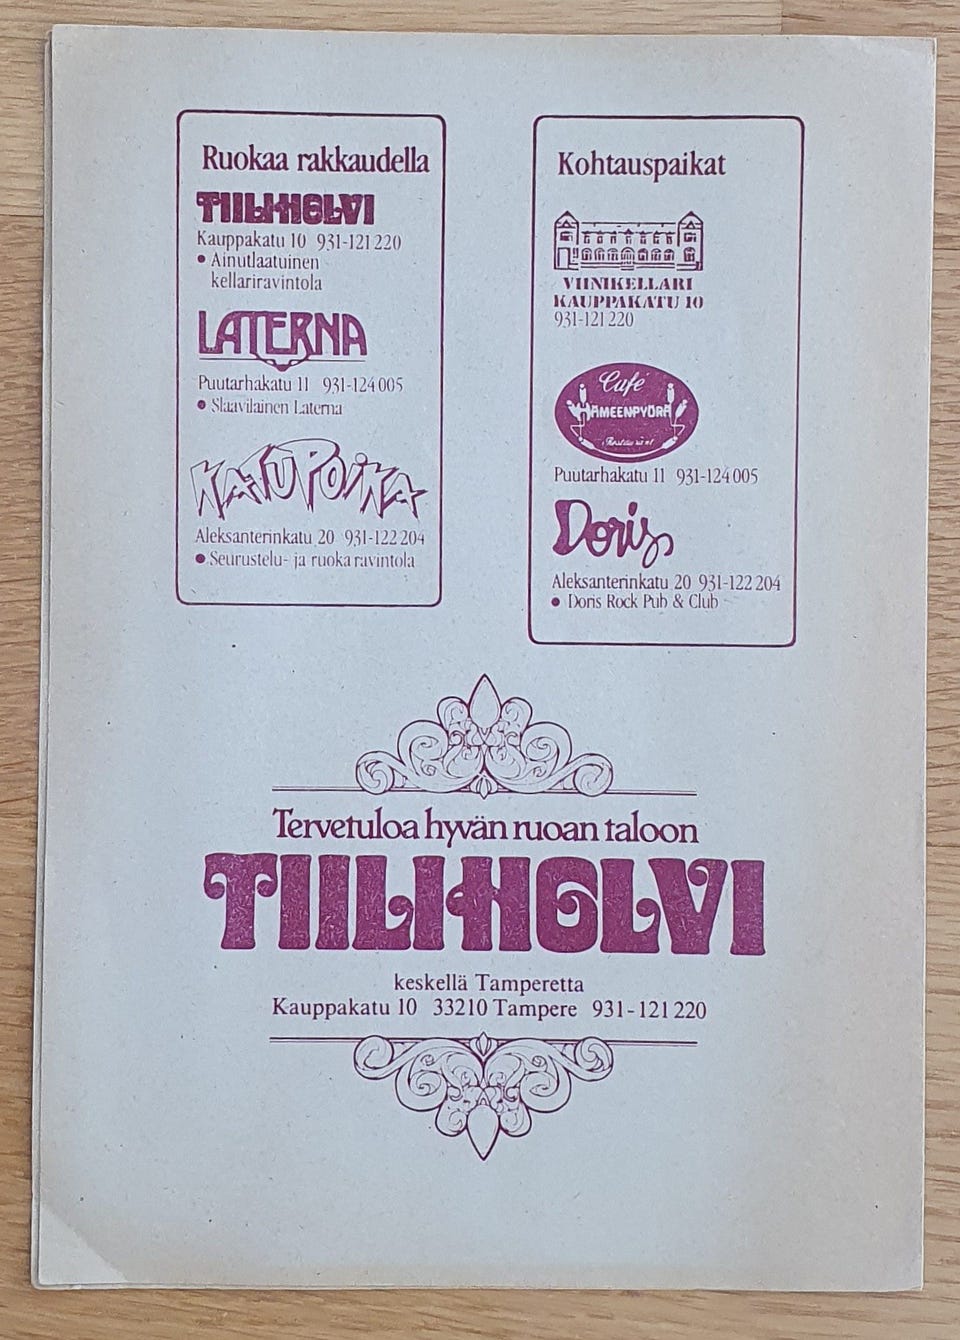 Ruokaa rakkaudella
TIILIHOLVI
Kauppakatu 10 931-121 220
● Ainutlaatuinen
kellariravintola
LATERNA
Puutarhakatu 11 931-124 005
● Slaavilainen Laterna
KATUPOIKA
Aleksanterinkatu 20 931-122 204
● Seurustelu- ja ruokaravintola
Kohtauspaikat
VIINIKELLARI
KAUPPAKATU 10
931-121 220
Café
HÄMEENPYÖRÄ
Restaurant
Puutarhakatu 11 931-124 005
Doris
Aleksanterinkatu 20 931-122 204
● Doris Rock Pub & Club
Tervetuloa hyvän ruoan taloon
TIILIHOLVI
keskellä Tamperetta
Kauppakatu 10 33210 Tampere 931-121 220